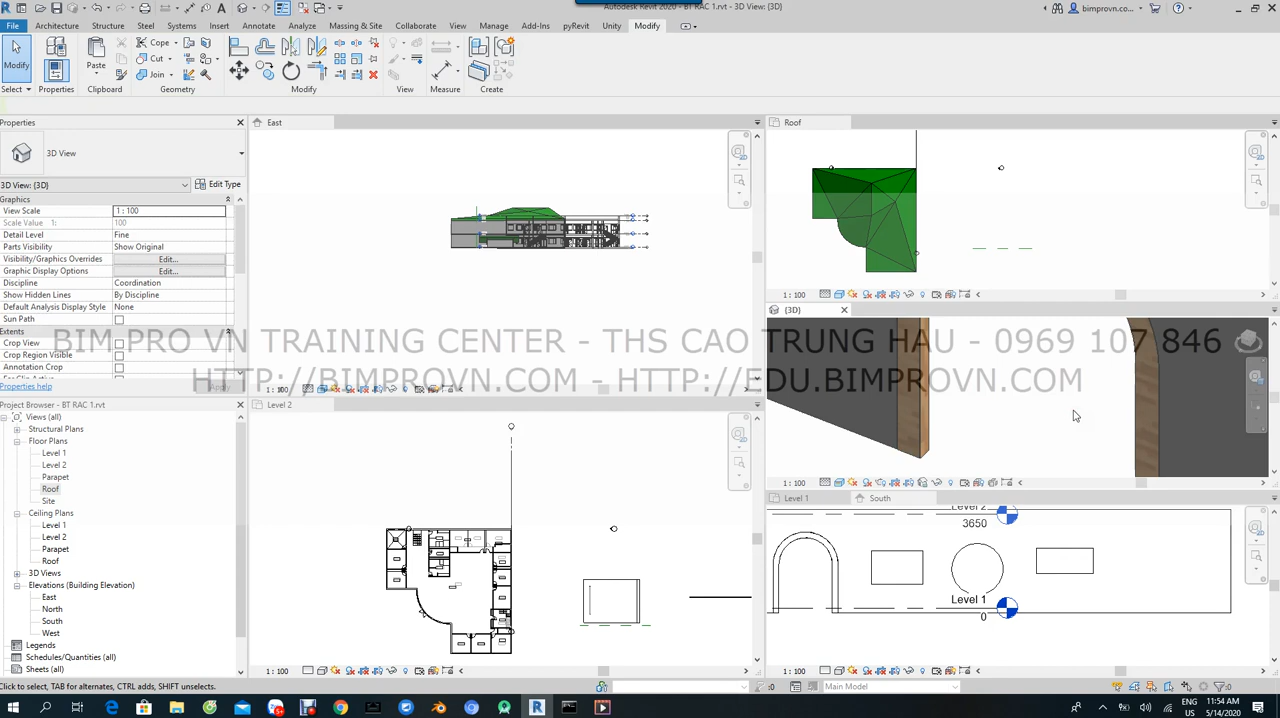 Autodesk Revit 2020 - BT RAC 1.rvt - 3D View: {3D}
bimprovn.co...
File Architecture Structure Steel Systems Insert Annotate Analyze Massing & Site Collaborate View Manage Add-Ins pyRevit Unity Modify
Modify Properties Paste Cope
Cut
Join
Select Properties Clipboard Geometry Modify View Measure Create
Properties
East
Roof
3D View
3D View: {3D} Edit Type
Graphics
View Scale 1 : 100
Scale Value 1: 100
Detail Level Fine
Parts Visibility Show Original
Visibility/Graphics Overrides Edit...
Graphic Display Options Edit...
Discipline Coordination
Show Hidden Lines By Discipline
Default Analysis Display Style None
Sun Path
Extents
Crop View
Crop Region Visible
Annotation Crop
Properties help Apply
1 : 100
1 : 100
{3D}
BIM PRO VN TRAINING CENTER - THS CAO TRUNG HAU - 0969 107 846
HTTP://BIMPROVN.COM - HTTP://EDU.BIMPROVN.COM
Project Browser - BT RAC 1.rvt
Views (all)
Structural Plans
Floor Plans
Level 1
Level 2
Parapet
Roof
Site
Ceiling Plans
Level 1
Level 2
Parapet
Roof
3D Views
Elevations (Building Elevation)
East
North
South
West
Legends
Schedules/Quantities (all)
Sheets (all)
Level 2
1 : 100
1 : 100
Level 1 South
Level 2
3650
Level 1
0
1 : 100
Click to select, TAB for alternates, CTRL adds, SHIFT unselects.
:0 Main Model :0
ENG 11:54 AM
US 5/14/2020